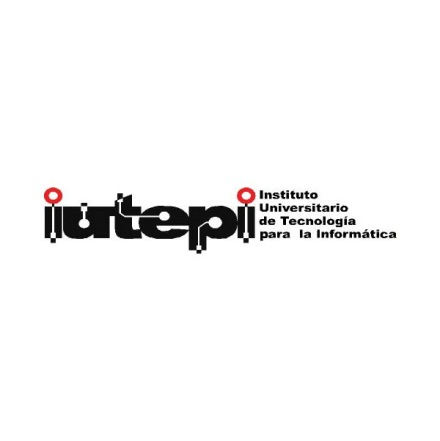 iutepi
Instituto
Universitario
de Tecnología
para la Informática